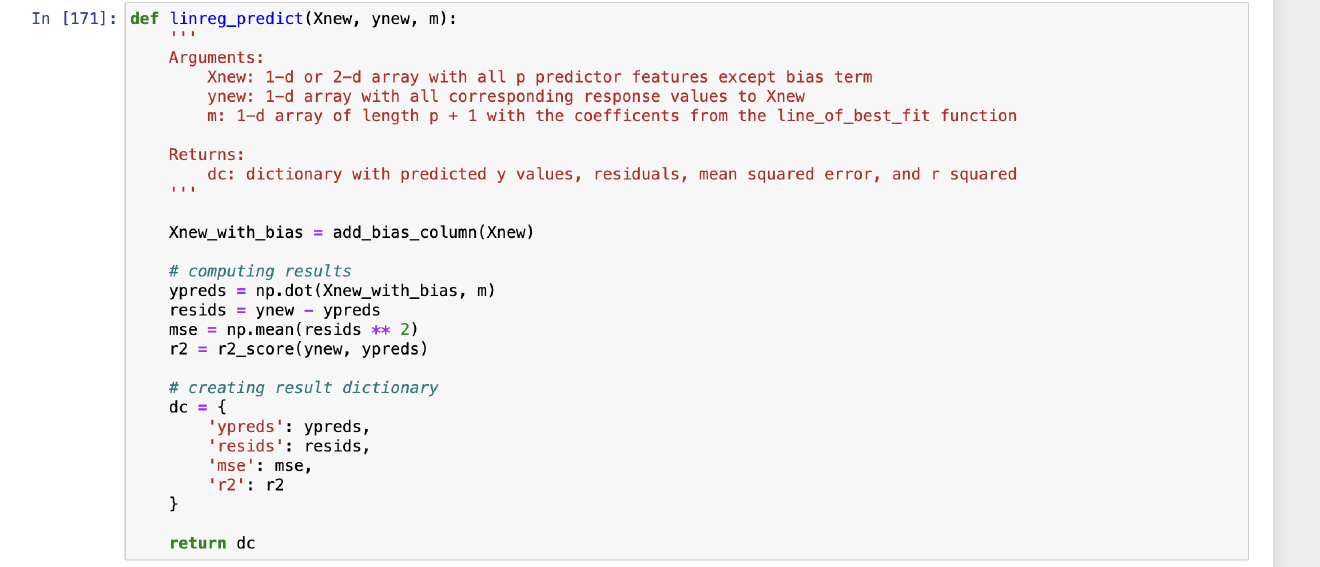 In [171]: def linreg_predict(Xnew, ynew, m):
'''
Arguments:
Xnew: 1-d or 2-d array with all p predictor features except bias term
ynew: 1-d array with all corresponding response values to Xnew
m: 1-d array of length p + 1 with the coefficents from the line_of_best_fit function
Returns:
dc: dictionary with predicted y values, residuals, mean squared error, and r squared
'''
Xnew_with_bias = add_bias_column(Xnew)
# computing results
ypreds = np.dot(Xnew_with_bias, m)
resids = ynew - ypreds
mse = np.mean(resids ** 2)
r2 = r2_score(ynew, ypreds)
# creating result dictionary
dc = {
'ypreds': ypreds,
'resids': resids,
'mse': mse,
'r2': r2
}
return dc